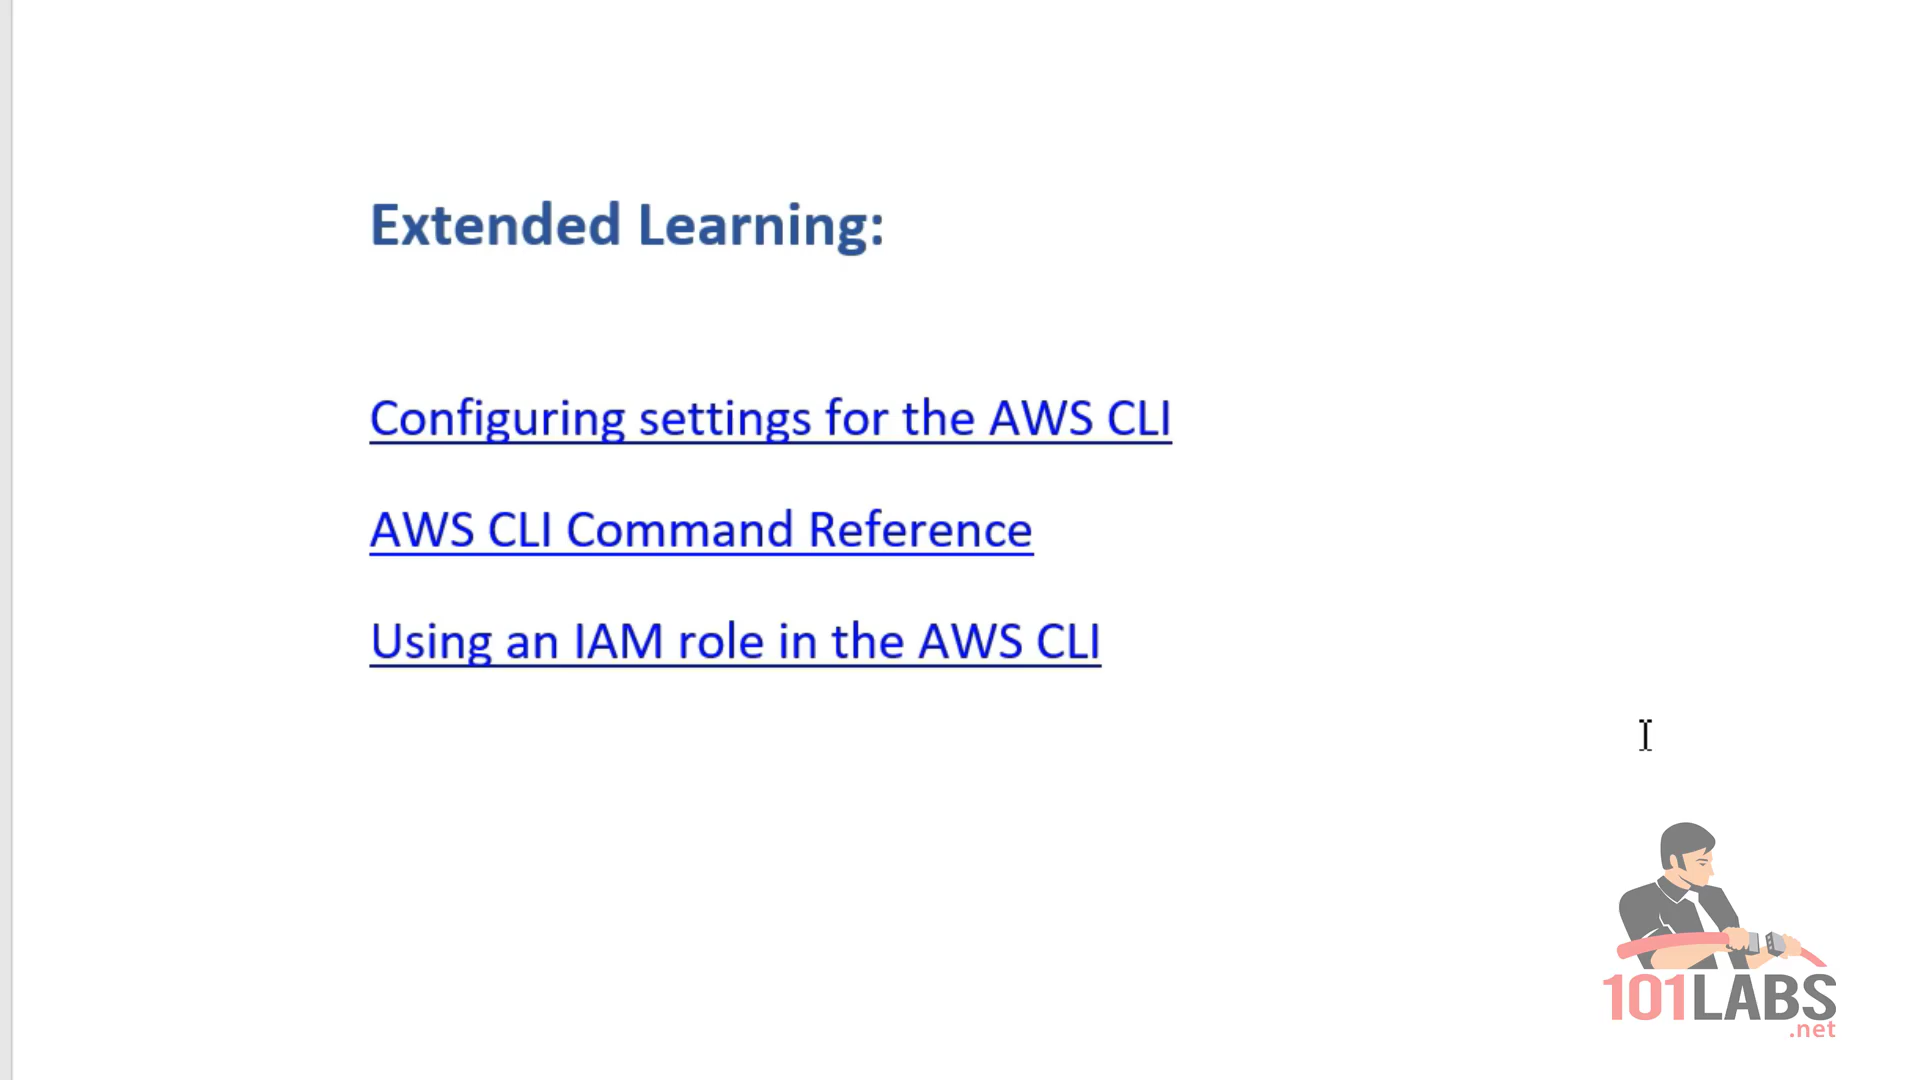 Extended Learning:
Configuring settings for the AWS CLI
AWS CLI Command Reference
Using an IAM role in the AWS CLI
101LABS
.net